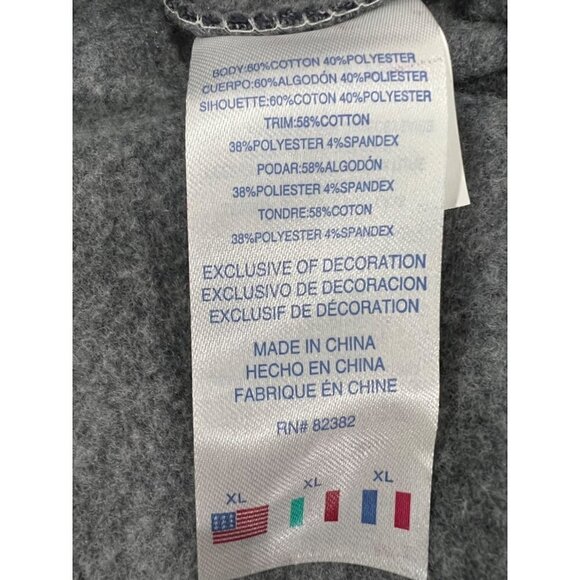 BODY:60%COTTON 40%POLYESTER
CUERPO:60%ALGODÓN 40%POLIESTER
SIHOUETTE:60%COTON 40%POLYESTER
TRIM:58%COTTON
38%POLYESTER 4%SPANDEX
PODAR:58%ALGODÓN
38%POLIESTER 4%SPANDEX
TONDRE:58%COTON
38%POLYESTER 4%SPANDEX
EXCLUSIVE OF DECORATION
EXCLUSIVO DE DECORACION
EXCLUSIF DE DÉCORATION
MADE IN CHINA
HECHO EN CHINA
FABRIQUE ÉN CHINE
RN# 82382
XL XL XL